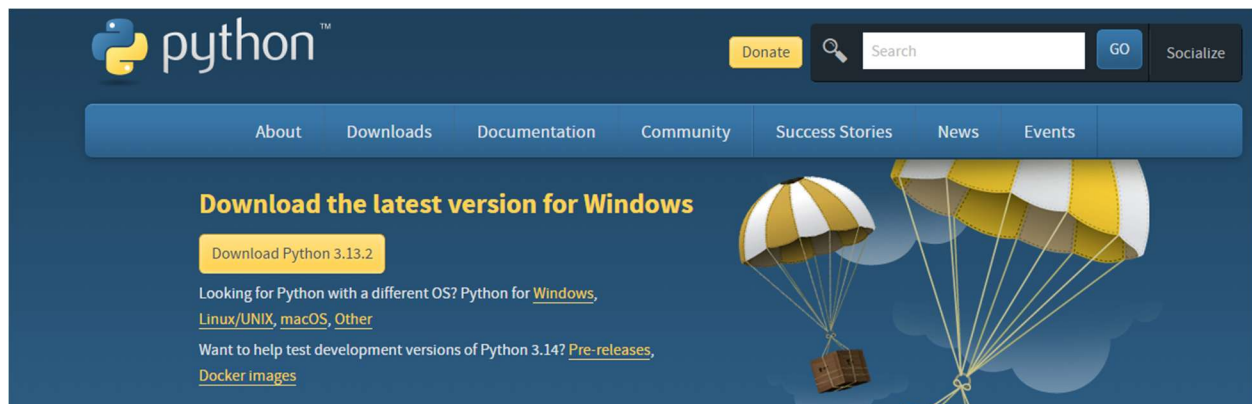 python™
Donate
Search
GO
Socialize
About
Downloads
Documentation
Community
Success Stories
News
Events
Download the latest version for Windows
Download Python 3.13.2
Looking for Python with a different OS? Python for Windows,
Linux/UNIX, macOS, Other
Want to help test development versions of Python 3.14? Pre-releases,
Docker images